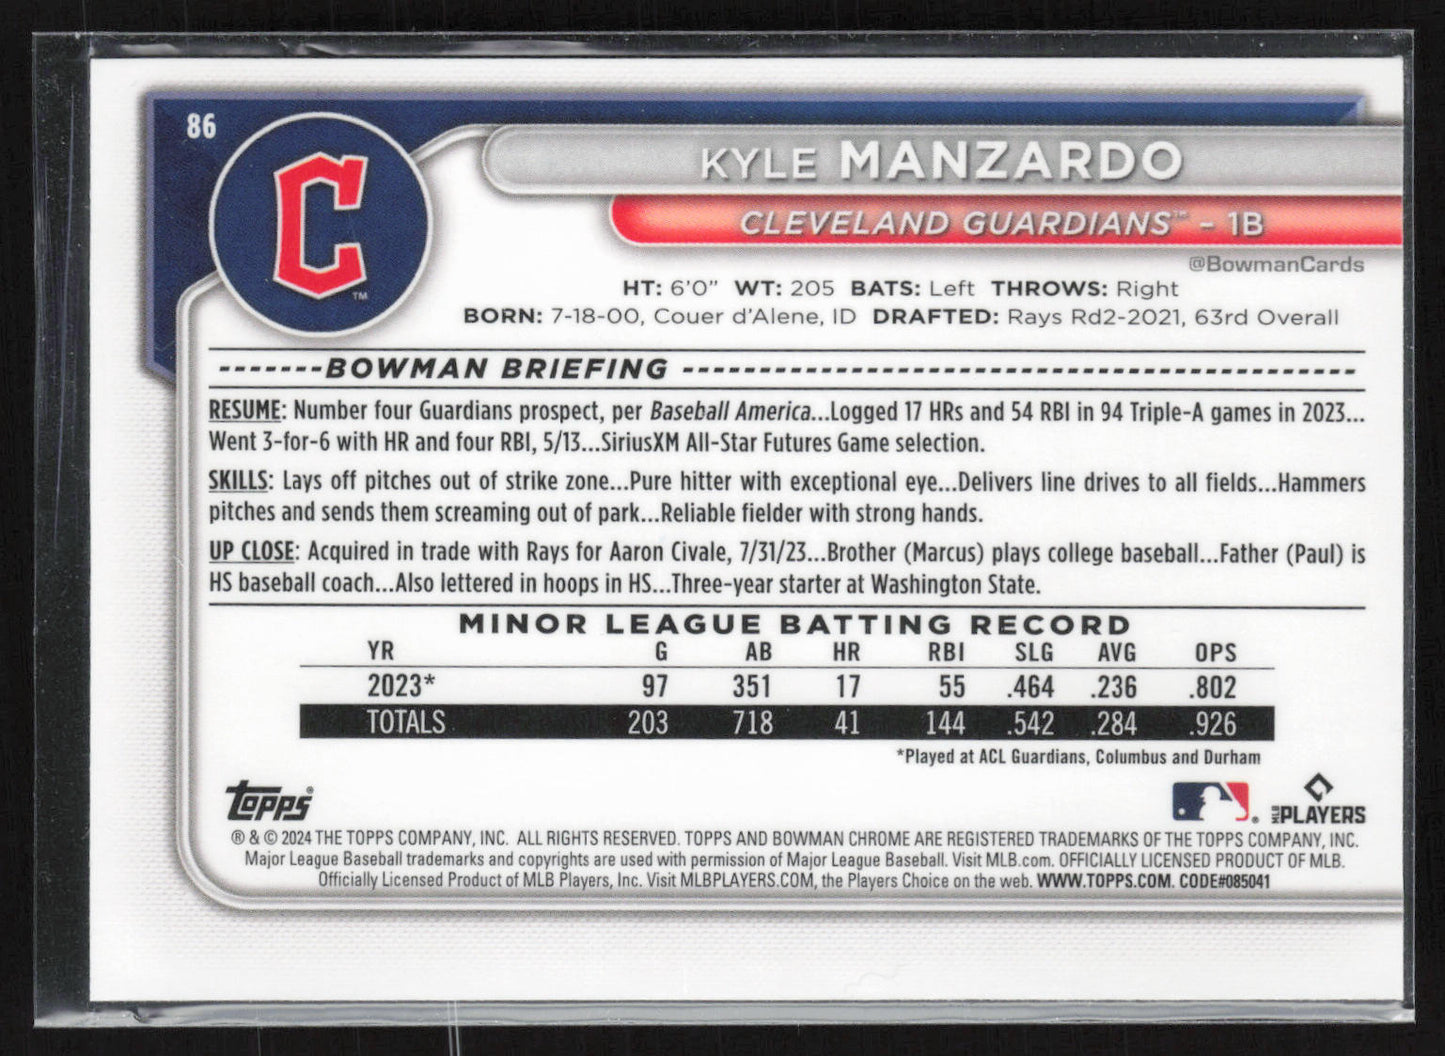 86
C
TM
KYLE MANZARDO
CLEVELAND GUARDIANS™ - 1B
@BowmanCards
HT: 6'0" WT: 205 BATS: Left THROWS: Right
BORN: 7-18-00, Couer d'Alene, ID DRAFTED: Rays Rd2-2021, 63rd Overall
BOWMAN BRIEFING
RESUME: Number four Guardians prospect, per Baseball America...Logged 17 HRs and 54 RBI in 94 Triple-A games in 2023...
Went 3-for-6 with HR and four RBI, 5/13...SiriusXM All-Star Futures Game selection.
SKILLS: Lays off pitches out of strike zone...Pure hitter with exceptional eye...Delivers line drives to all fields...Hammers
pitches and sends them screaming out of park...Reliable fielder with strong hands.
UP CLOSE: Acquired in trade with Rays for Aaron Civale, 7/31/23...Brother (Marcus) plays college baseball...Father (Paul) is
HS baseball coach...Also lettered in hoops in HS...Three-year starter at Washington State.
MINOR LEAGUE BATTING RECORD
YR G AB HR RBI SLG AVG OPS
2023* 97 351 17 55 .464 .236 .802
TOTALS 203 718 41 144 .542 .284 .926
*Played at ACL Guardians, Columbus and Durham
Topps®
MLB PLAYERS
® & © 2024 THE TOPPS COMPANY, INC. ALL RIGHTS RESERVED. TOPPS AND BOWMAN CHROME ARE REGISTERED TRADEMARKS OF THE TOPPS COMPANY, INC.
Major League Baseball trademarks and copyrights are used with permission of Major League Baseball. Visit MLB.com. OFFICIALLY LICENSED PRODUCT OF MLB.
Officially Licensed Product of MLB Players, Inc. Visit MLBPLAYERS.COM, the Players Choice on the web. WWW.TOPPS.COM. CODE#085041